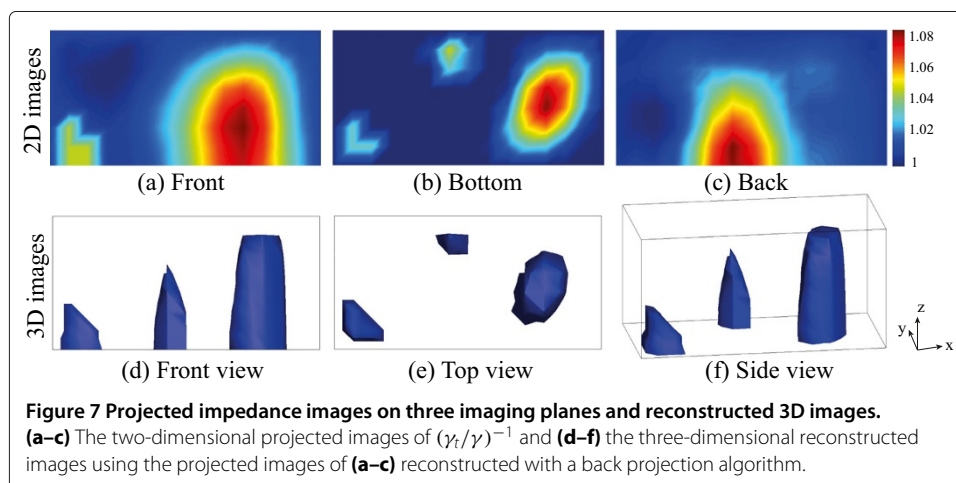 2D images
1.08
1.06
1.04
1.02
1
(a) Front (b) Bottom (c) Back
3D images
z
y
x
(d) Front view (e) Top view (f) Side view
Figure 7 Projected impedance images on three imaging planes and reconstructed 3D images.
(a–c) The two-dimensional projected images of (γt/γ)−1 and (d–f) the three-dimensional reconstructed
images using the projected images of (a–c) reconstructed with a back projection algorithm.